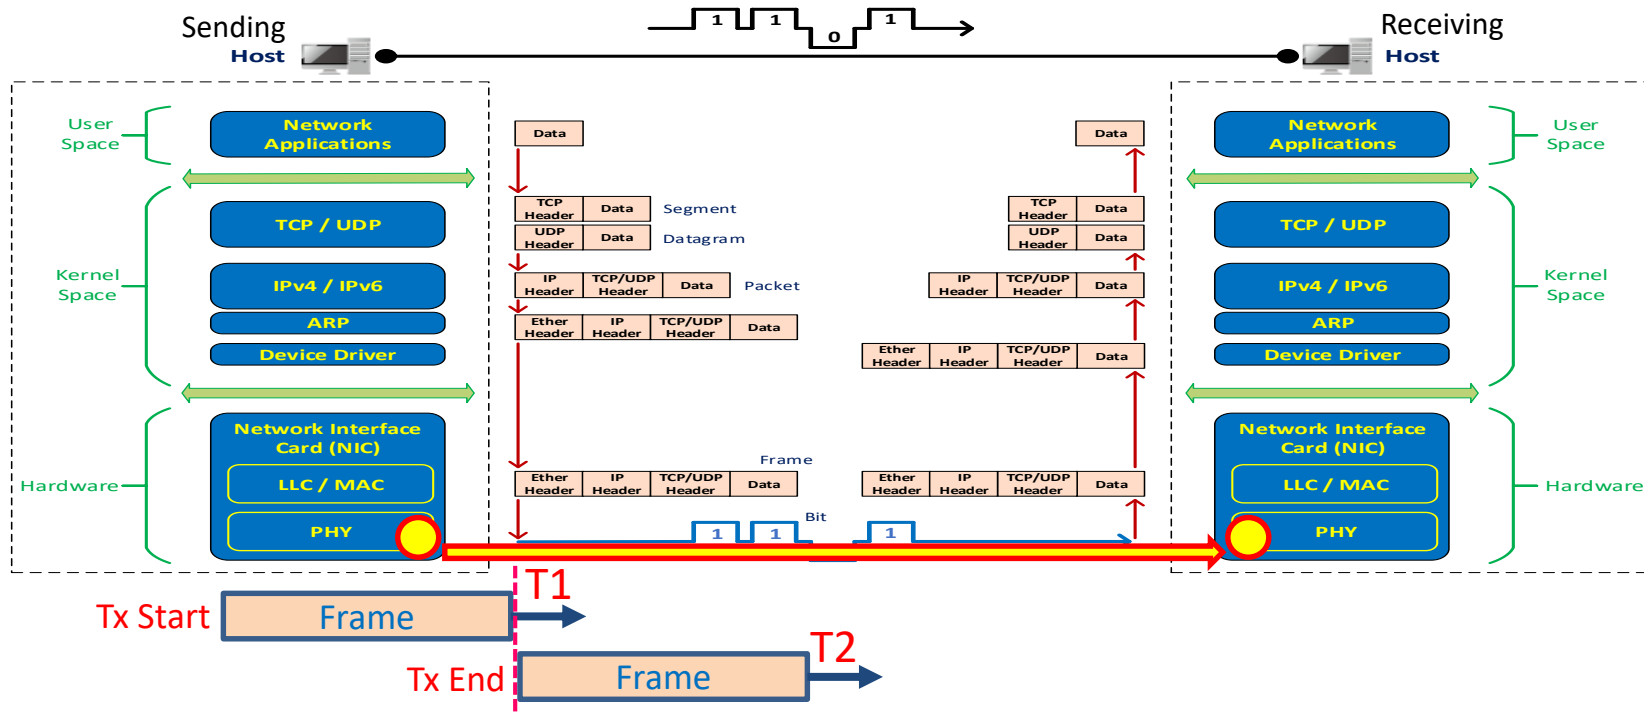 Sending
Host
1 1 0 1
Receiving
Host
User
Space
Network
Applications
Data
Data
Network
Applications
User
Space
Kernel
Space
TCP / UDP
TCP
Header
Data
Segment
UDP
Header
Data
Datagram
TCP
Header
Data
UDP
Header
Data
TCP / UDP
Kernel
Space
IPv4 / IPv6
IP
Header
TCP/UDP
Header
Data
Packet
IP
Header
TCP/UDP
Header
Data
IPv4 / IPv6
ARP
Ether
Header
IP
Header
TCP/UDP
Header
Data
ARP
Device Driver
Ether
Header
IP
Header
TCP/UDP
Header
Data
Device Driver
Hardware
Network Interface
Card (NIC)
LLC / MAC
PHY
Frame
Ether
Header
IP
Header
TCP/UDP
Header
Data
Ether
Header
IP
Header
TCP/UDP
Header
Data
Bit
1 1 1
Network Interface
Card (NIC)
LLC / MAC
PHY
Hardware
Tx Start
Frame
T1
Tx End
Frame
T2